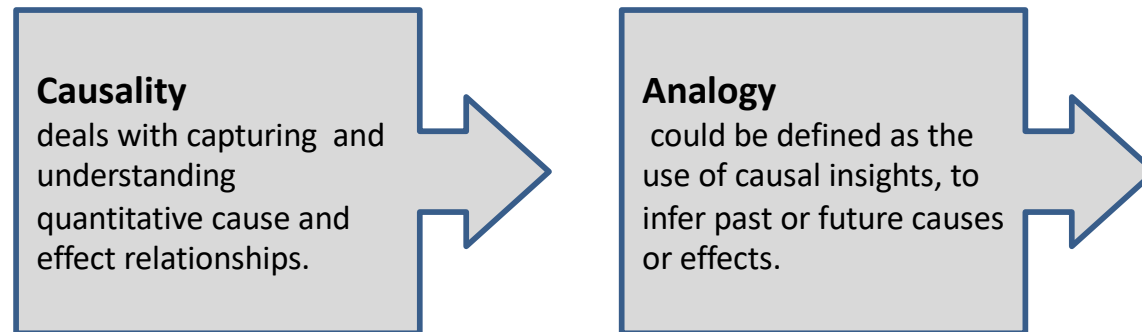 Causality
deals with capturing  and
understanding
quantitative cause and
effect relationships.
Analogy
could be defined as the
use of causal insights, to
infer past or future causes
or effects.